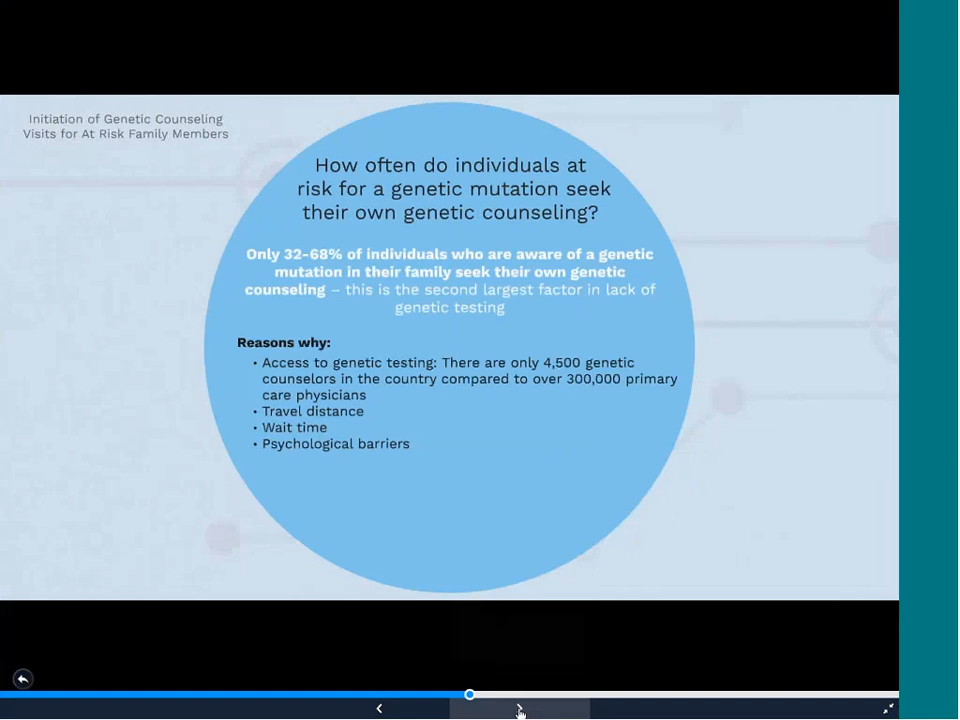 Initiation of Genetic Counseling
Visits for At Risk Family Members
How often do individuals at
risk for a genetic mutation seek
their own genetic counseling?
Only 32-68% of individuals who are aware of a genetic
mutation in their family seek their own genetic
counseling – this is the second largest factor in lack of
genetic testing
Reasons why:
• Access to genetic testing: There are only 4,500 genetic
counselors in the country compared to over 300,000 primary
care physicians
• Travel distance
• Wait time
• Psychological barriers